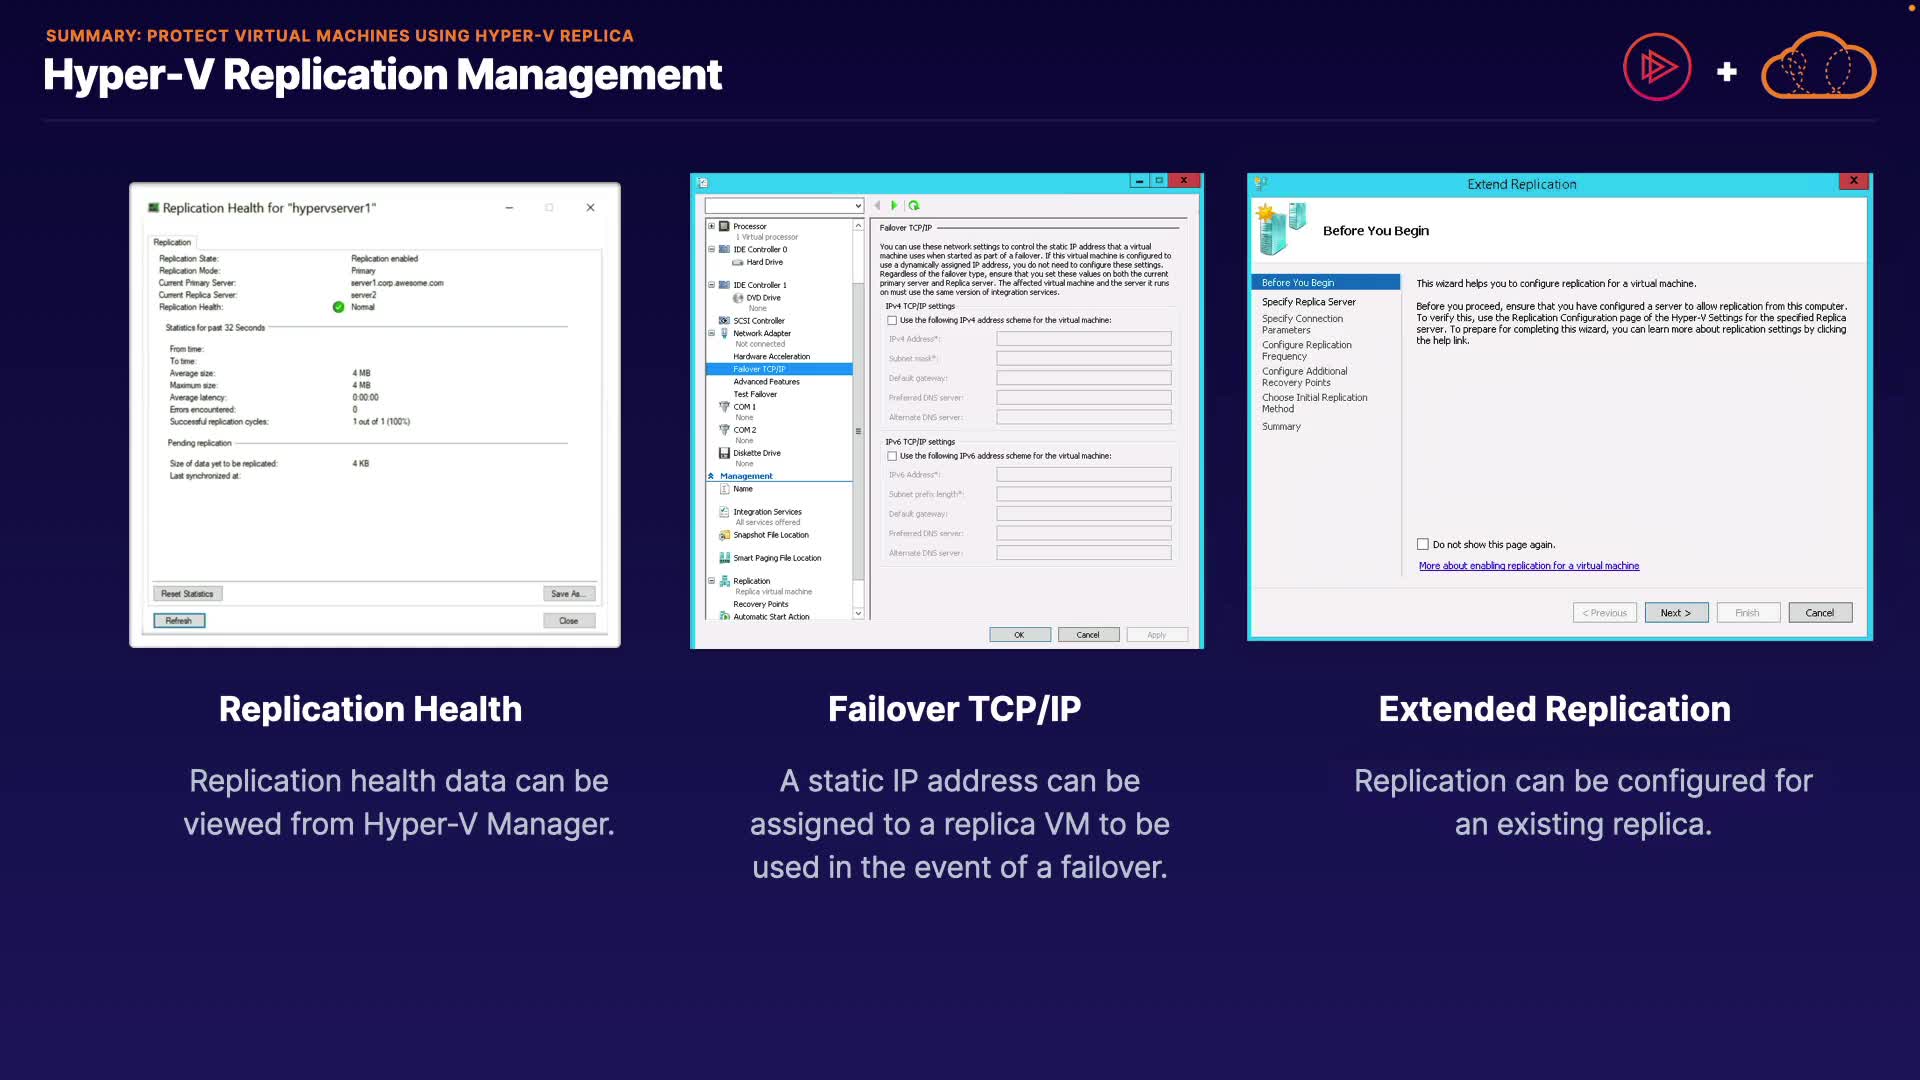 SUMMARY: PROTECT VIRTUAL MACHINES USING HYPER-V REPLICA
Hyper-V Replication Management
+
Replication Health for "hypervserver1"
Replication
Replication State: Replication enabled
Replication Mode: Primary
Current Primary Server: server1.corp.awesome.com
Current Replica Server: server2
Replication Health: Normal
Statistics for past 32 Seconds
From time:
To time:
Average size: 4 MB
Maximum size: 4 MB
Average latency: 0:00:00
Errors encountered: 0
Successful replication cycles: 1 out of 1 (100%)
Pending replication
Size of data yet to be replicated: 4 KB
Last synchronized at:
Reset Statistics
Save As...
Refresh
Close
Processor
1 Virtual processor
IDE Controller 0
Hard Drive
IDE Controller 1
DVD Drive
None
SCSI Controller
Network Adapter
Not connected
Hardware Acceleration
Failover TCP/IP
Advanced Features
Test Failover
COM 1
None
COM 2
None
Diskette Drive
None
Management
Name
Integration Services
All services offered
Snapshot File Location
Smart Paging File Location
Replication
Replica virtual machine
Recovery Points
Automatic Start Action
Failover TCP/IP
You can use these network settings to control the static IP address that a virtual
machine uses when started as part of a failover. If this virtual machine is configured to
use a dynamically assigned IP address, you do not need to configure these settings.
Regardless of the failover type, ensure that you set these values on both the current
primary server and Replica server. The affected virtual machine and the server it runs
on must use the same version of integration services.
IPv4 TCP/IP settings
Use the following IPv4 address scheme for the virtual machine:
IPv4 Address*:
Subnet mask*:
Default gateway:
Preferred DNS server:
Alternate DNS server:
IPv6 TCP/IP settings
Use the following IPv6 address scheme for the virtual machine:
IPv6 Address*:
Subnet prefix length*:
Default gateway:
Preferred DNS server:
Alternate DNS server:
OK
Cancel
Apply
Extend Replication
Before You Begin
Before You Begin
Specify Replica Server
Specify Connection
Parameters
Configure Replication
Frequency
Configure Additional
Recovery Points
Choose Initial Replication
Method
Summary
This wizard helps you to configure replication for a virtual machine.
Before you proceed, ensure that you have configured a server to allow replication from this computer.
To verify this, use the Replication Configuration page of the Hyper-V Settings for the specified Replica
server. To prepare for completing this wizard, you can learn more about replication settings by clicking
the help link.
Do not show this page again.
More about enabling replication for a virtual machine
< Previous
Next >
Finish
Cancel
Replication Health
Replication health data can be
viewed from Hyper-V Manager.
Failover TCP/IP
A static IP address can be
assigned to a replica VM to be
used in the event of a failover.
Extended Replication
Replication can be configured for
an existing replica.